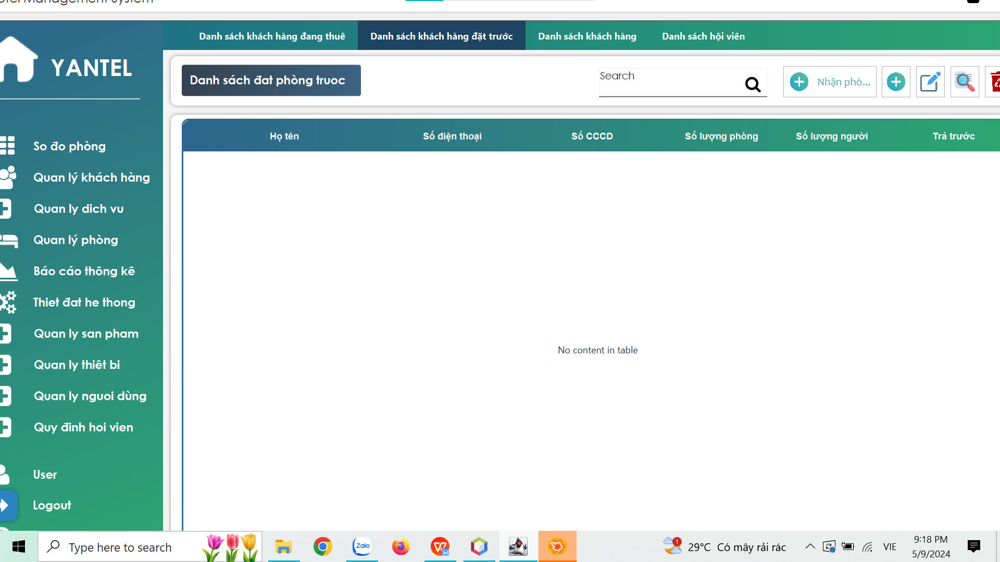 Management System
Danh sách khách hàng đang thuê
Danh sách khách hàng đặt trước
Danh sách khách hàng
Danh sách hội viên
YANTEL
Danh sách đat phòng truoc
Search
Nhận phò...
Họ tên
Số điện thoại
Số CCCD
Số lượng phòng
Số lượng người
Trả trước
So đo phòng
Quan lý khách hàng
Quan ly dich vu
Quan lý phòng
Báo cáo thông kê
Thiet đat he thong
Quan ly san pham
Quan ly thiêt bi
Quan ly nguoi dùng
Quy đinh hoi vien
User
Logout
No content in table
Type here to search
Zalo
W
1
29°C Có mây rải rác
VIE
9:18 PM
5/9/2024